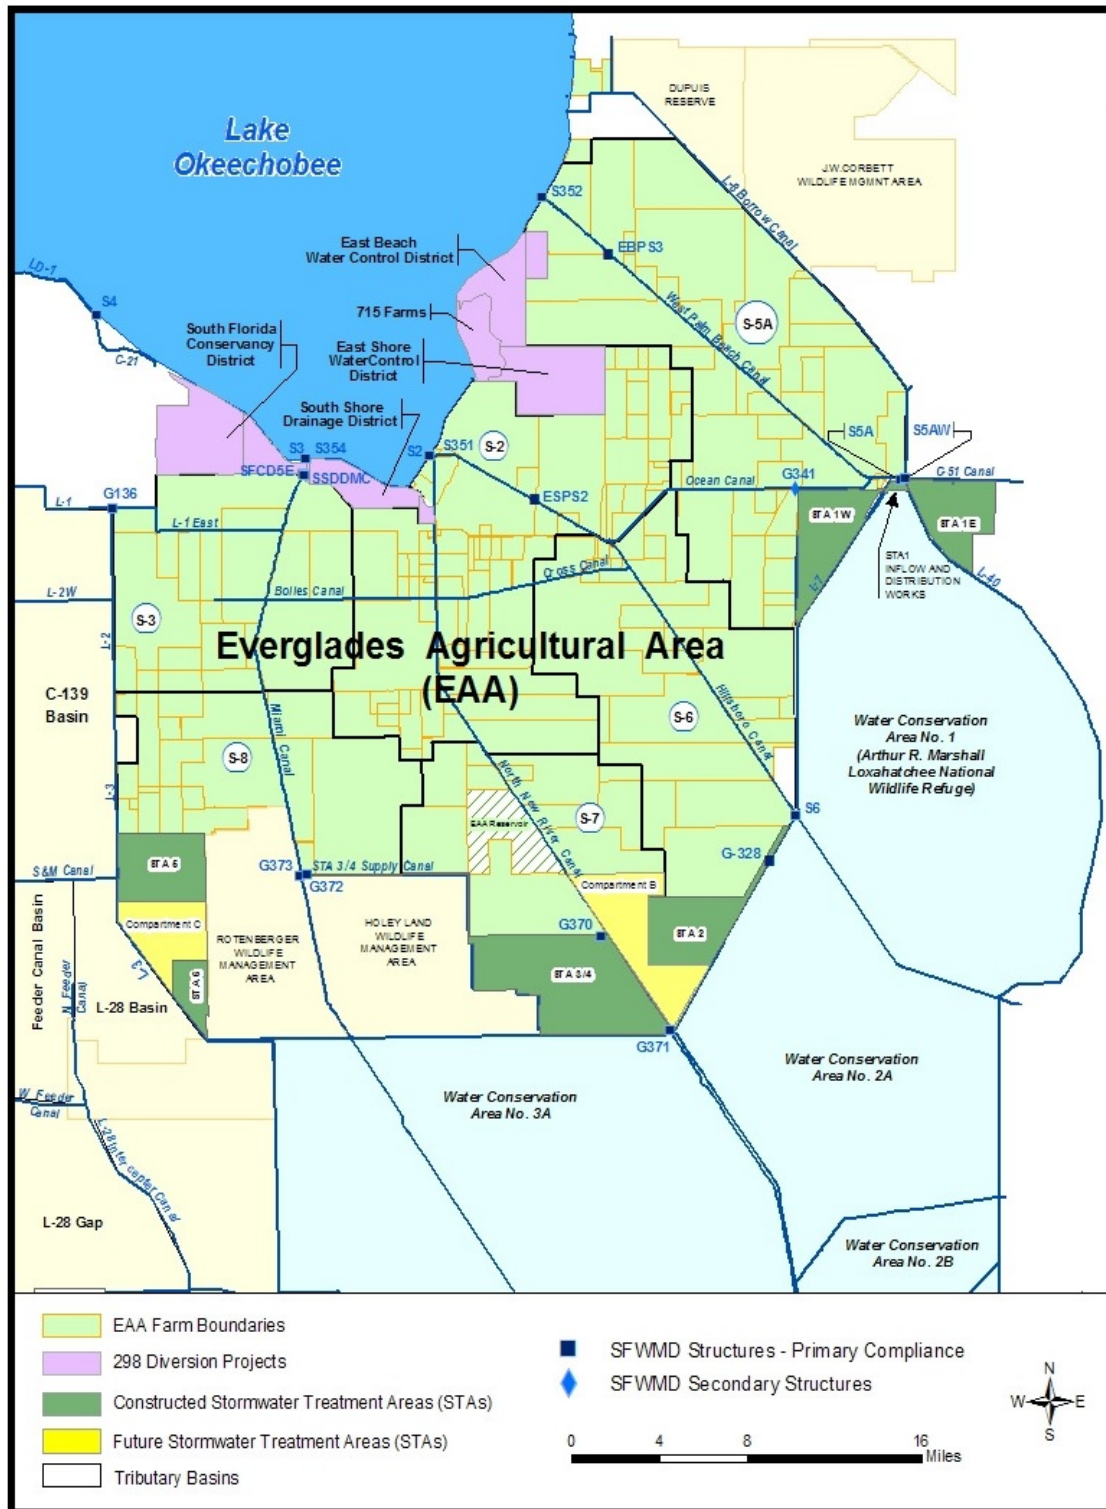 DUPUIS
RESERVE
J.W.CORBETT
WILDLIFE MGMNT AREA
Lake
Okeechobee
L-8 Borrow Canal
S352
EBPS3
East Beach
Water Control District
LD-1
S4
C-21
715 Farms
West Palm Beach Canal
S-5A
South Florida
Conservancy
District
East Shore
WaterControl
District
South Shore
Drainage District
S5A
S5AW
S3
S354
S2
S351
S-2
SFCD5E
SSDDMC
G341
G51 Canal
Ocean Canal
ESPS2
L-1
G136
L-1 East
STA 1W
STA 1E
STA1
INFLOW AND
DISTRIBUTION
WORKS
L-7
L-40
Cross Canal
Bolles Canal
L-2W
S-3
L-2
Everglades Agricultural Area
(EAA)
C-139
Basin
Miami Canal
Hillsboro Canal
S-6
Water Conservation
Area No. 1
(Arthur R. Marshall
Loxahatchee National
Wildlife Refuge)
S-8
L-3
North New River Canal
EAA Reservoir
S-7
S6
STA 5
S&M Canal
G373
G372
STA 3/4 Supply Canal
G-328
Compartment B
Compartment C
Feeder Canal Basin
N Feeder
Canal
ROTENBERGER
WILDLIFE
MANAGEMENT
AREA
HOLEY LAND
WILDLIFE
MANAGEMENT
AREA
G370
STA 2
L-3
STA 6
STA 3/4
L-28 Basin
G371
Water Conservation
Area No. 2A
Water Conservation
Area No. 3A
W Feeder
Canal
L-28 Intercepter Canal
L-28 Gap
Water Conservation
Area No. 2B
EAA Farm Boundaries
298 Diversion Projects
Constructed Stormwater Treatment Areas (STAs)
Future Stormwater Treatment Areas (STAs)
Tributary Basins
SFWMD Structures - Primary Compliance
SFWMD Secondary Structures
0 4 8 16
Miles
N
W E
S